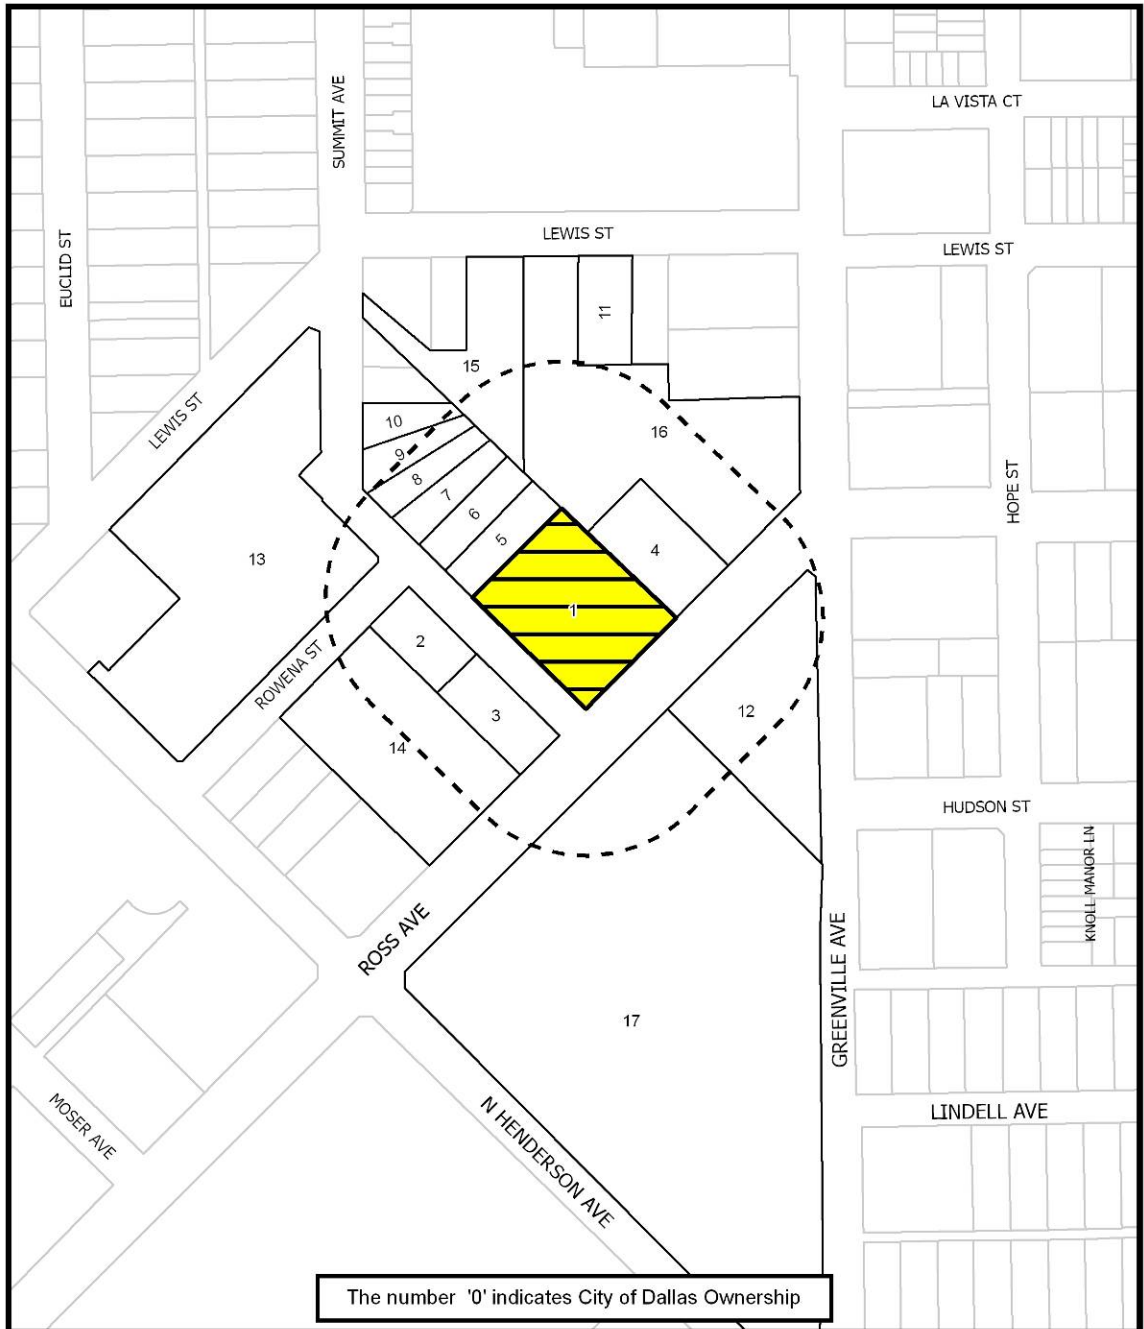 LA VISTA CT
SUMMIT AVE
LEWIS ST
LEWIS ST
EUCLID ST
11
15
LEWIS ST
10
16
9
8
7
HOPE ST
6
5
4
13
1
2
ROWENA ST
3
12
14
HUDSON ST
KNOLL MANOR LN
ROSS AVE
GREENVILLE AVE
17
MOSER AVE
LINDELL AVE
N HENDERSON AVE
The number '0' indicates City of Dallas Ownership